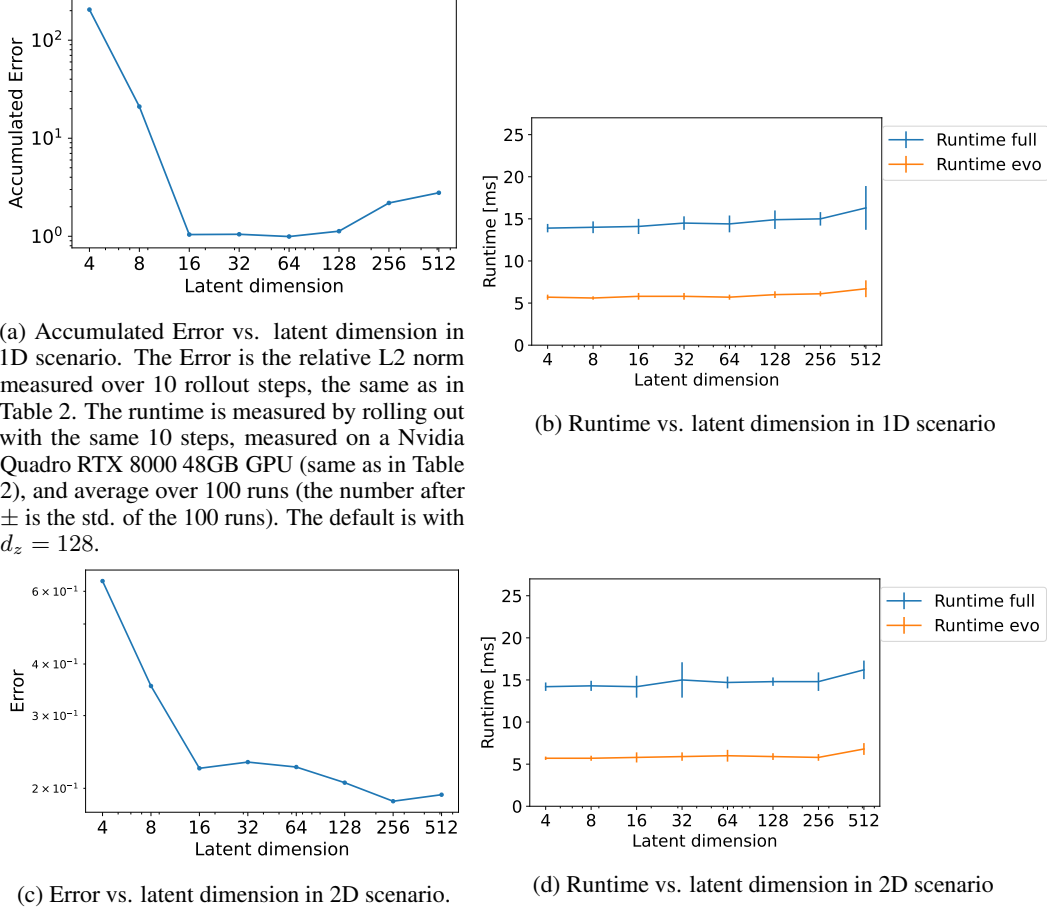 10²
10¹
10⁰
Accumulated Error
4 8 16 32 64 128 256 512
Latent dimension
(a) Accumulated Error vs. latent dimension in
1D scenario. The Error is the relative L2 norm
measured over 10 rollout steps, the same as in
Table 2. The runtime is measured by rolling out
with the same 10 steps, measured on a Nvidia
Quadro RTX 8000 48GB GPU (same as in Table
2), and average over 100 runs (the number after
± is the std. of the 100 runs). The default is with
d_z = 128.
25
20
15
10
5
0
Runtime [ms]
4 8 16 32 64 128 256 512
Latent dimension
Runtime full
Runtime evo
(b) Runtime vs. latent dimension in 1D scenario
6 × 10⁻¹
4 × 10⁻¹
3 × 10⁻¹
2 × 10⁻¹
Error
4 8 16 32 64 128 256 512
Latent dimension
(c) Error vs. latent dimension in 2D scenario.
25
20
15
10
5
0
Runtime [ms]
4 8 16 32 64 128 256 512
Latent dimension
Runtime full
Runtime evo
(d) Runtime vs. latent dimension in 2D scenario